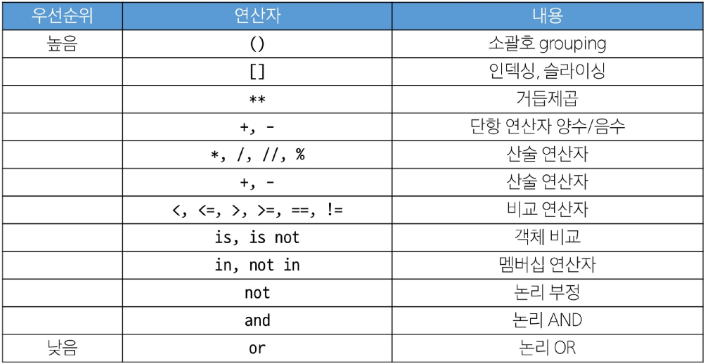 우선순위 연산자 내용
높음 () 소괄호 grouping
[] 인덱싱, 슬라이싱
** 거듭제곱
+, - 단항 연산자 양수/음수
*, /, //, % 산술 연산자
+, - 산술 연산자
<, <=, >, >=, ==, != 비교 연산자
is, is not 객체 비교
in, not in 멤버십 연산자
not 논리 부정
and 논리 AND
낮음 or 논리 OR